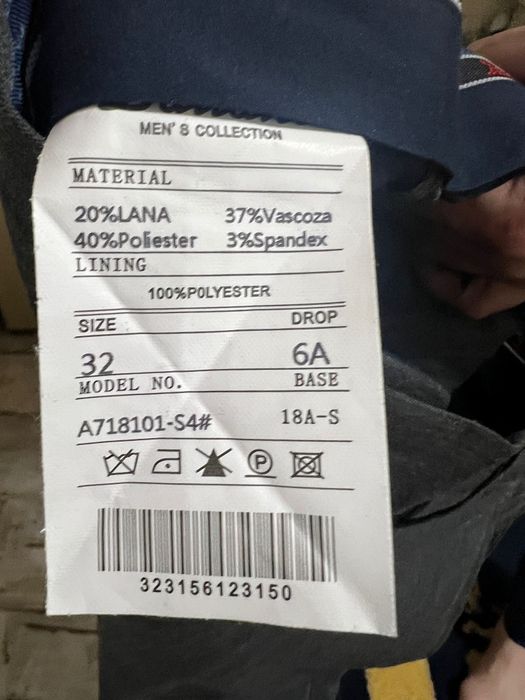 MEN' S COLLECTION
MATERIAL
20%LANA 37%Vascoza
40%Poliester 3%Spandex
LINING
100%POLYESTER
SIZE DROP
32 6A
MODEL NO. BASE
A718101-S4# 18A-S
P
323156123150